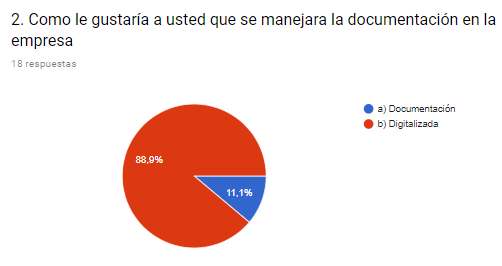 2. Como le gustaría a usted que se manejara la documentación en la
empresa
18 respuestas
a) Documentación
b) Digitalizada
88,9%
11,1%